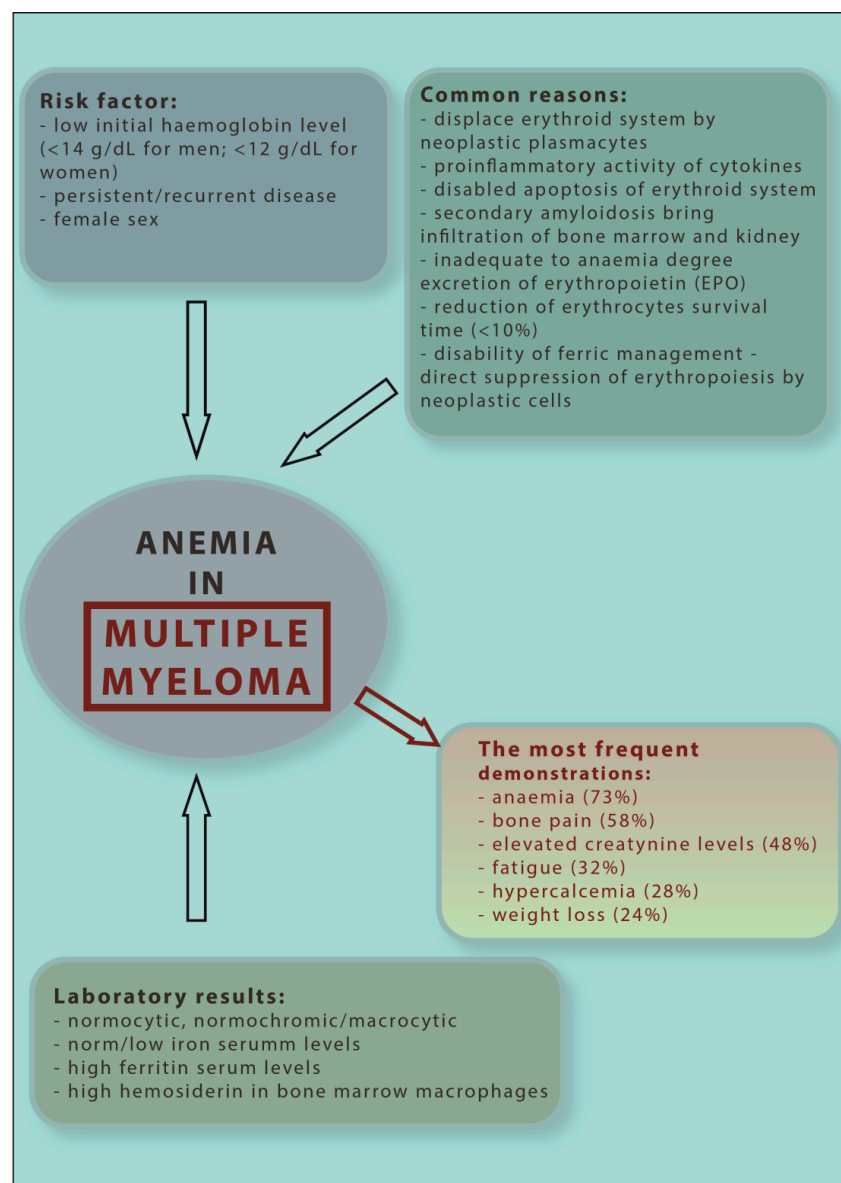 Risk factor:
- low initial haemoglobin level
(<14 g/dL for men; <12 g/dL for
women)
- persistent/recurrent disease
- female sex
Common reasons:
- displace erythroid system by
neoplastic plasmacytes
- proinflammatory activity of cytokines
- disabled apoptosis of erythroid system
- secondary amyloidosis bring
infiltration of bone marrow and kidney
- inadequate to anaemia degree
excretion of erythropoietin (EPO)
- reduction of erythrocytes survival
time (<10%)
- disability of ferric management -
direct suppression of erythropoiesis by
neoplastic cells
ANEMIA
IN
MULTIPLE
MYELOMA
The most frequent
demonstrations:
- anaemia (73%)
- bone pain (58%)
- elevated creatynine levels (48%)
- fatigue (32%)
- hypercalcemia (28%)
- weight loss (24%)
Laboratory results:
- normocytic, normochromic/macrocytic
- norm/low iron serumm levels
- high ferritin serum levels
- high hemosiderin in bone marrow macrophages